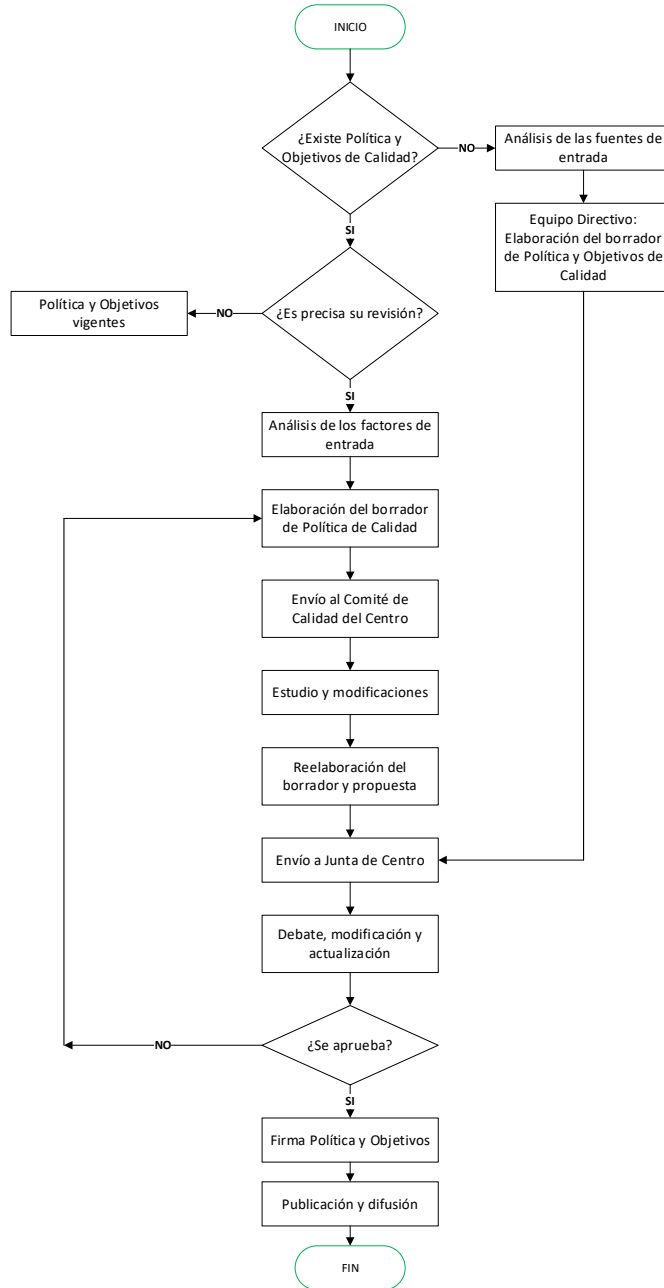 INICIO
¿Existe Política y
Objetivos de Calidad?
NO
Análisis de las fuentes de
entrada
Equipo Directivo:
Elaboración del borrador
de Política y Objetivos de
Calidad
SI
¿Es precisa su revisión?
NO
Política y Objetivos
vigentes
SI
Análisis de los factores de
entrada
Elaboración del borrador
de Política de Calidad
Envío al Comité de
Calidad del Centro
Estudio y modificaciones
Reelaboración del
borrador y propuesta
Envío a Junta de Centro
Debate, modificación y
actualización
¿Se aprueba?
NO
SI
Firma Política y Objetivos
Publicación y difusión
FIN